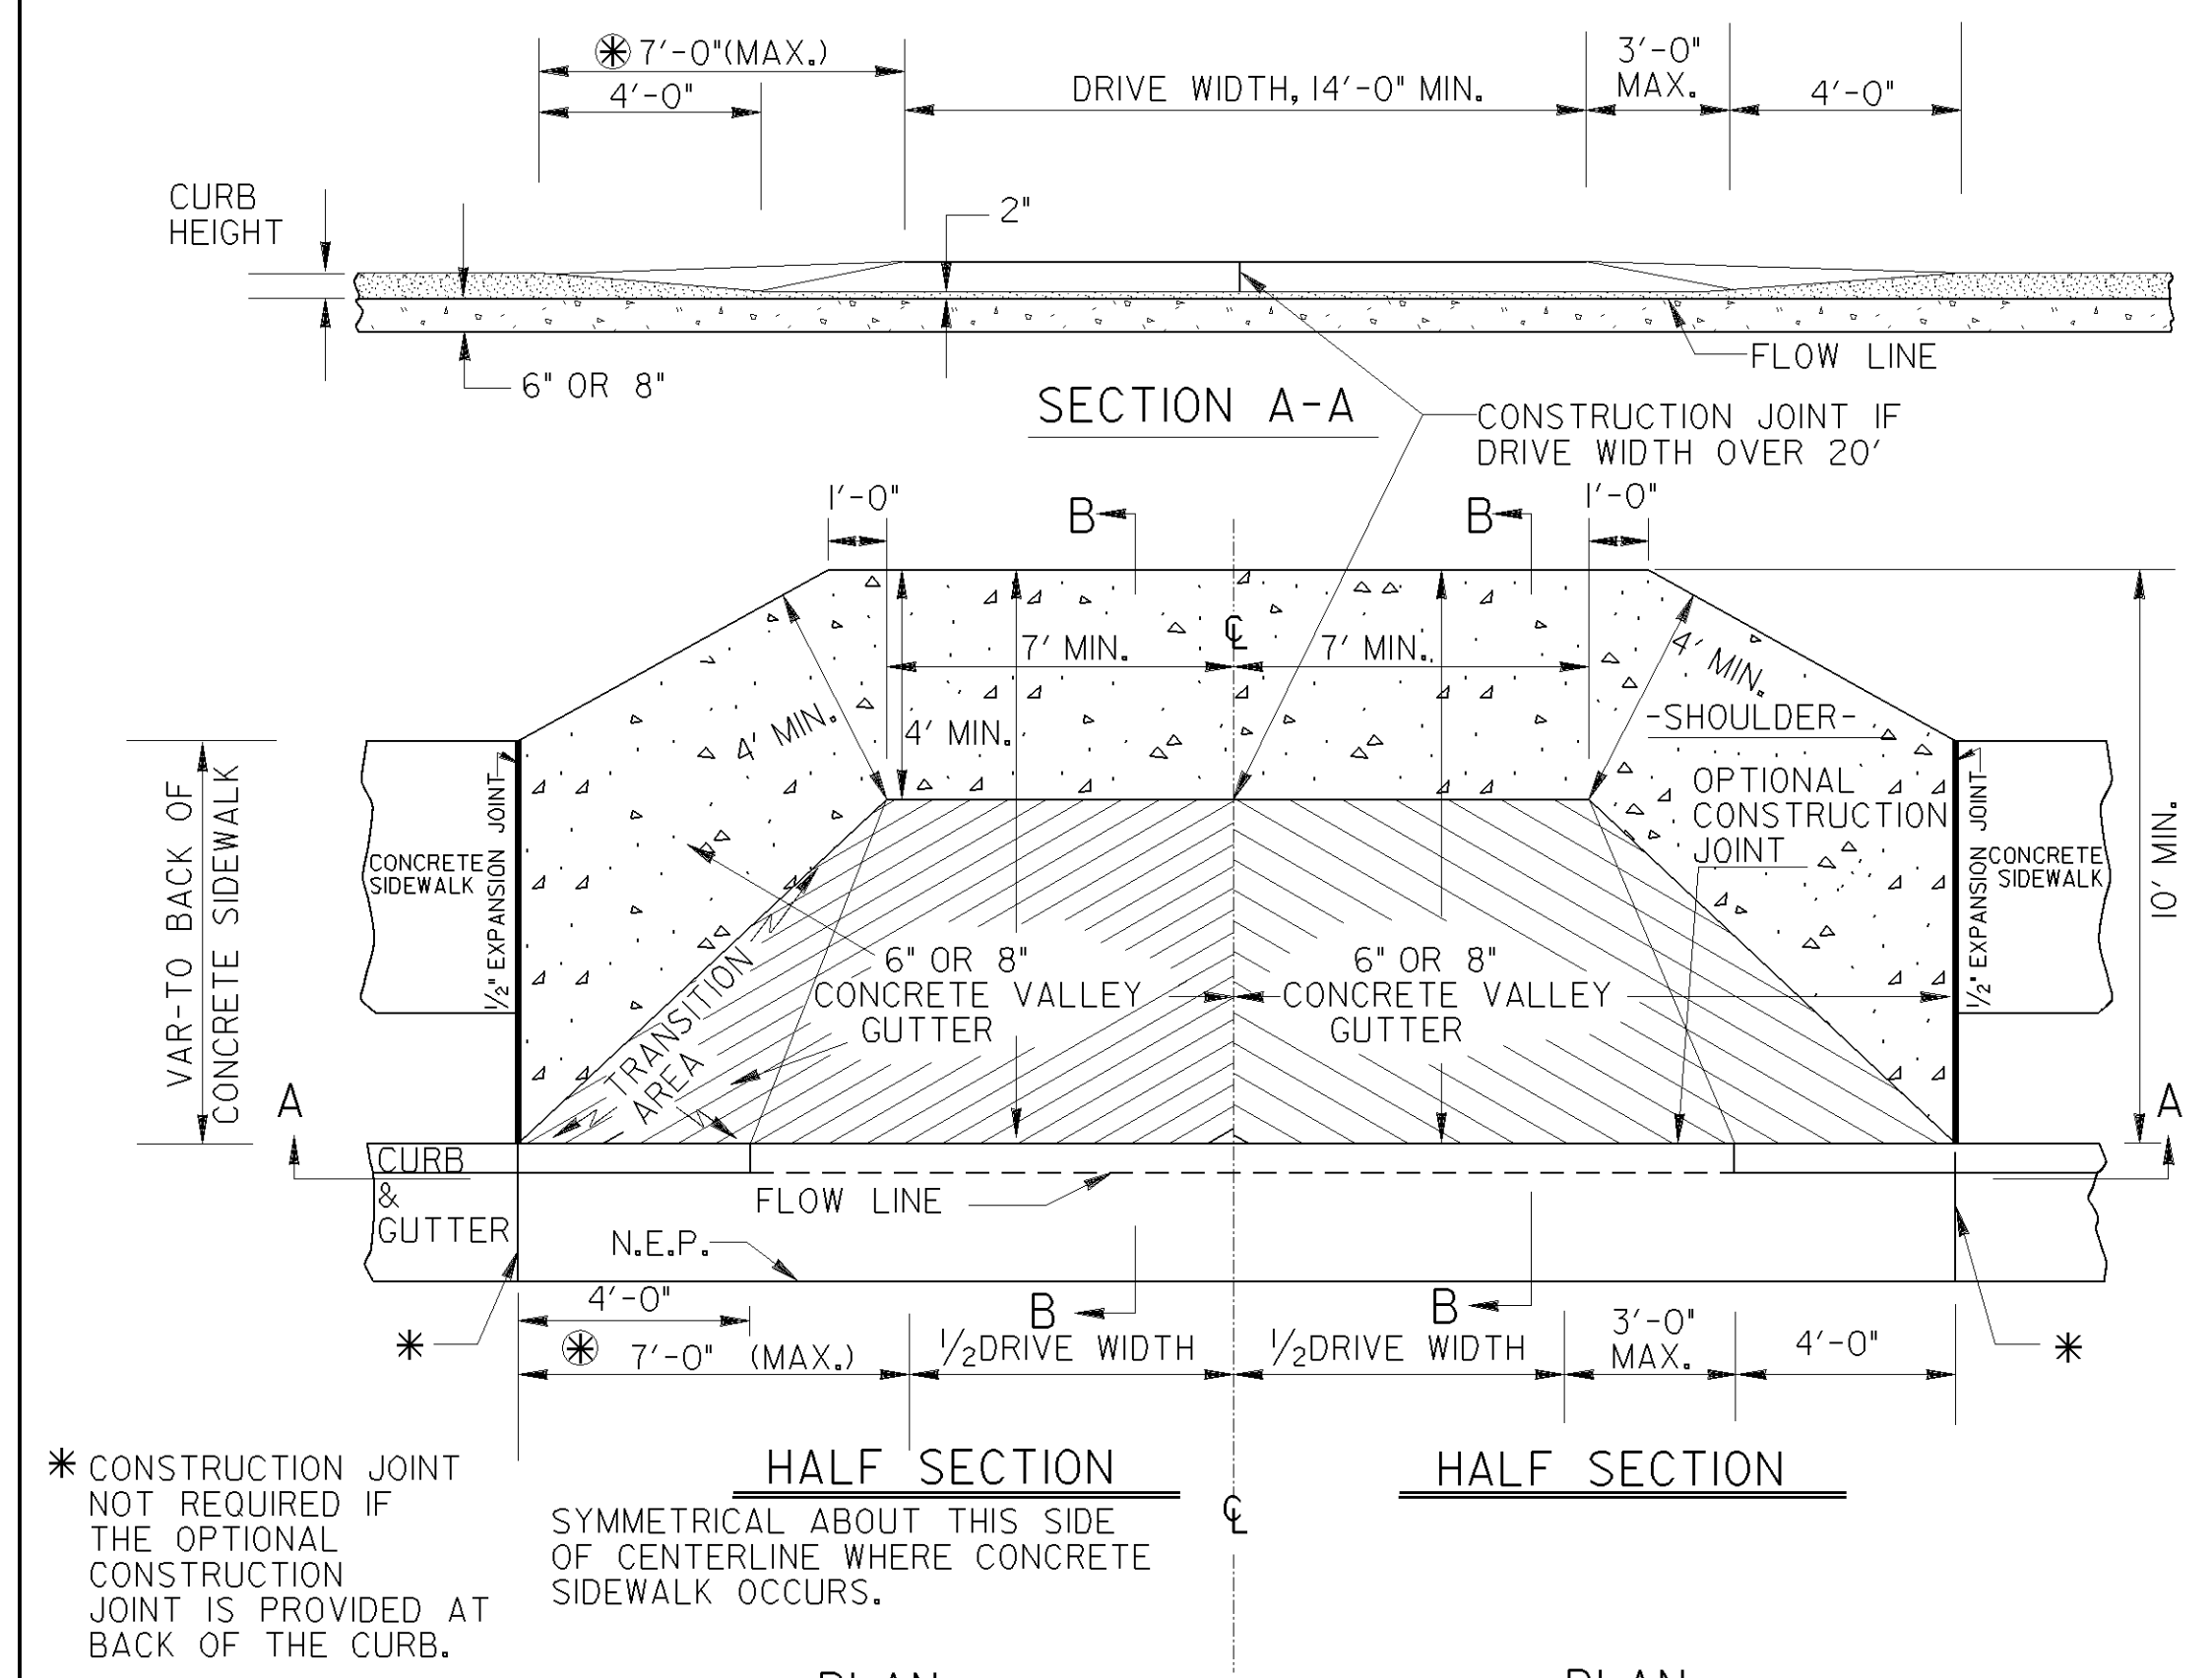 ✱ 7'-0"(MAX.)
4'-0"
DRIVE WIDTH, 14'-0" MIN.
3'-0"
MAX.
4'-0"
CURB
HEIGHT
2"
6" OR 8"
FLOW LINE
SECTION A-A
CONSTRUCTION JOINT IF
DRIVE WIDTH OVER 20'
1'-0"
B
B
1'-0"
℄
7' MIN.
7' MIN.
4' MIN.
4' MIN.
4' MIN.
-SHOULDER-
OPTIONAL
CONSTRUCTION
JOINT
VAR-TO BACK OF
CONCRETE SIDEWALK
CONCRETE
SIDEWALK
1/2" EXPANSION JOINT
1/2" EXPANSION JOINT
CONCRETE
SIDEWALK
10' MIN.
TRANSITION
AREA
6" OR 8"
CONCRETE VALLEY
GUTTER
6" OR 8"
CONCRETE VALLEY
GUTTER
A
A
CURB
&
GUTTER
FLOW LINE
N.E.P.
✱
4'-0"
✱ 7'-0" (MAX.)
B
B
1/2 DRIVE WIDTH
1/2 DRIVE WIDTH
3'-0"
MAX.
4'-0"
✱
HALF SECTION
HALF SECTION
℄
✱ CONSTRUCTION JOINT
NOT REQUIRED IF
THE OPTIONAL
CONSTRUCTION
JOINT IS PROVIDED AT
BACK OF THE CURB.
SYMMETRICAL ABOUT THIS SIDE
OF CENTERLINE WHERE CONCRETE
SIDEWALK OCCURS.
PLAN
PLAN